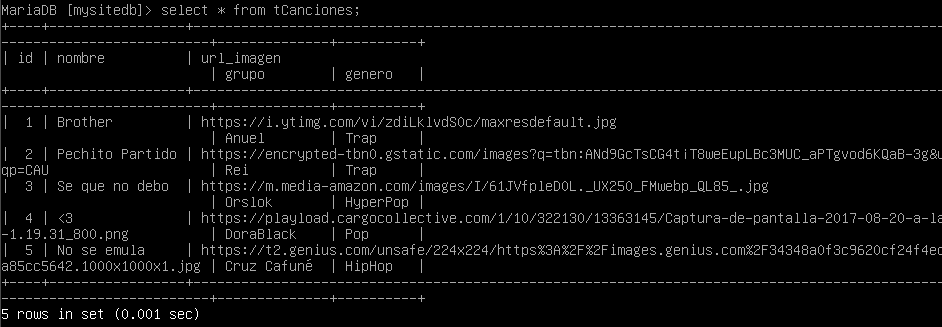 MariaDB [mysitedb]> select * from tCanciones;
+----+----------------+---------------------------------------------------------------------------
--------------------------+-------------+-----------+
| id | nombre         | url_imagen
                          | grupo       | genero    |
+----+----------------+---------------------------------------------------------------------------
--------------------------+-------------+-----------+
|  1 | Brother        | https://i.ytimg.com/vi/zdiLklvdS0c/maxresdefault.jpg
                          | Anuel       | Trap      |
|  2 | Pechito Partido | https://encrypted-tbn0.gstatic.com/images?q=tbn:ANd9GcTsCG4tiT8weEupLBc3MUC_aPTgvod6KQaB-3g&u
qp=CAU                    | Rei         | Trap      |
|  3 | Se que no debo | https://m.media-amazon.com/images/I/61JVfpleD0L._UX250_FMwebp_QL85_.jpg
                          | Orslok      | HyperPop  |
|  4 | <3             | https://playload.cargocollective.com/1/10/322130/13363145/Captura-de-pantalla-2017-08-20-a-la
-1.19.31_800.png          | DoraBlack   | Pop       |
|  5 | No se emula    | https://t2.genius.com/unsafe/224x224/https%3A%2F%2Fimages.genius.com%2F34348a0f3c9620cf24f4ec
a85cc5642.1000x1000x1.jpg | Cruz Cafuné | HipHop    |
+----+----------------+---------------------------------------------------------------------------
--------------------------+-------------+-----------+
5 rows in set (0.001 sec)